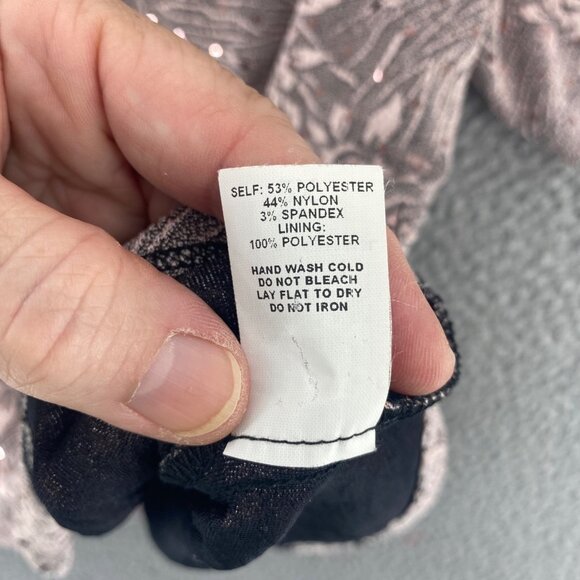 SELF: 53% POLYESTER
44% NYLON
3% SPANDEX
LINING:
100% POLYESTER
HAND WASH COLD
DO NOT BLEACH
LAY FLAT TO DRY
DO NOT IRON